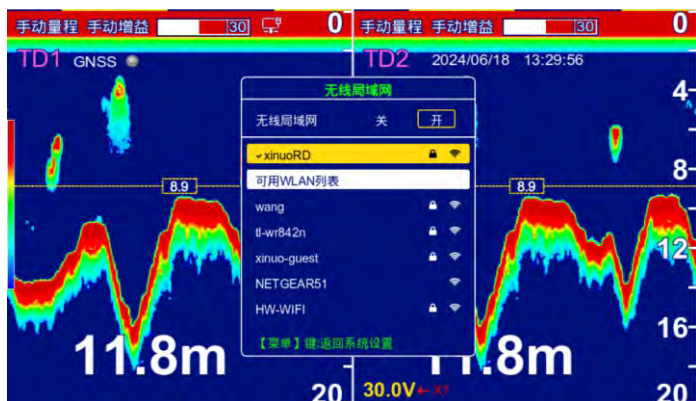 手动量程 手动增益 30 0
手动量程 手动增益 30 0
TD1 GNSS
TD2 2024/06/18 13:29:56
无线局域网
无线局域网 关 开
xinuoRD
可用WLAN列表
wang
tl-wr842n
xinuo-guest
NETGEAR51
HW-WIFI
【菜单】键:返回系统设置
8.9
8.9
4
8
12
16
11.8m
8m
20
30.0V ←X1
20